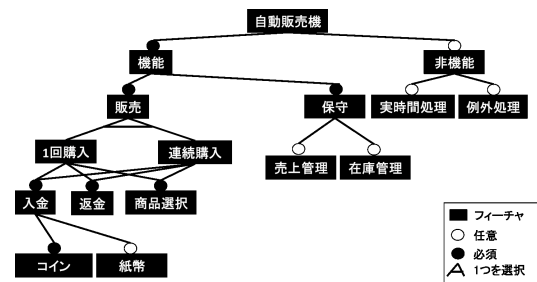 自動販売機
機能
非機能
販売
保守
実時間処理
例外処理
1回購入
連続購入
売上管理
在庫管理
入金
返金
商品選択
コイン
紙幣
フィーチャ
任意
必須
1つを選択